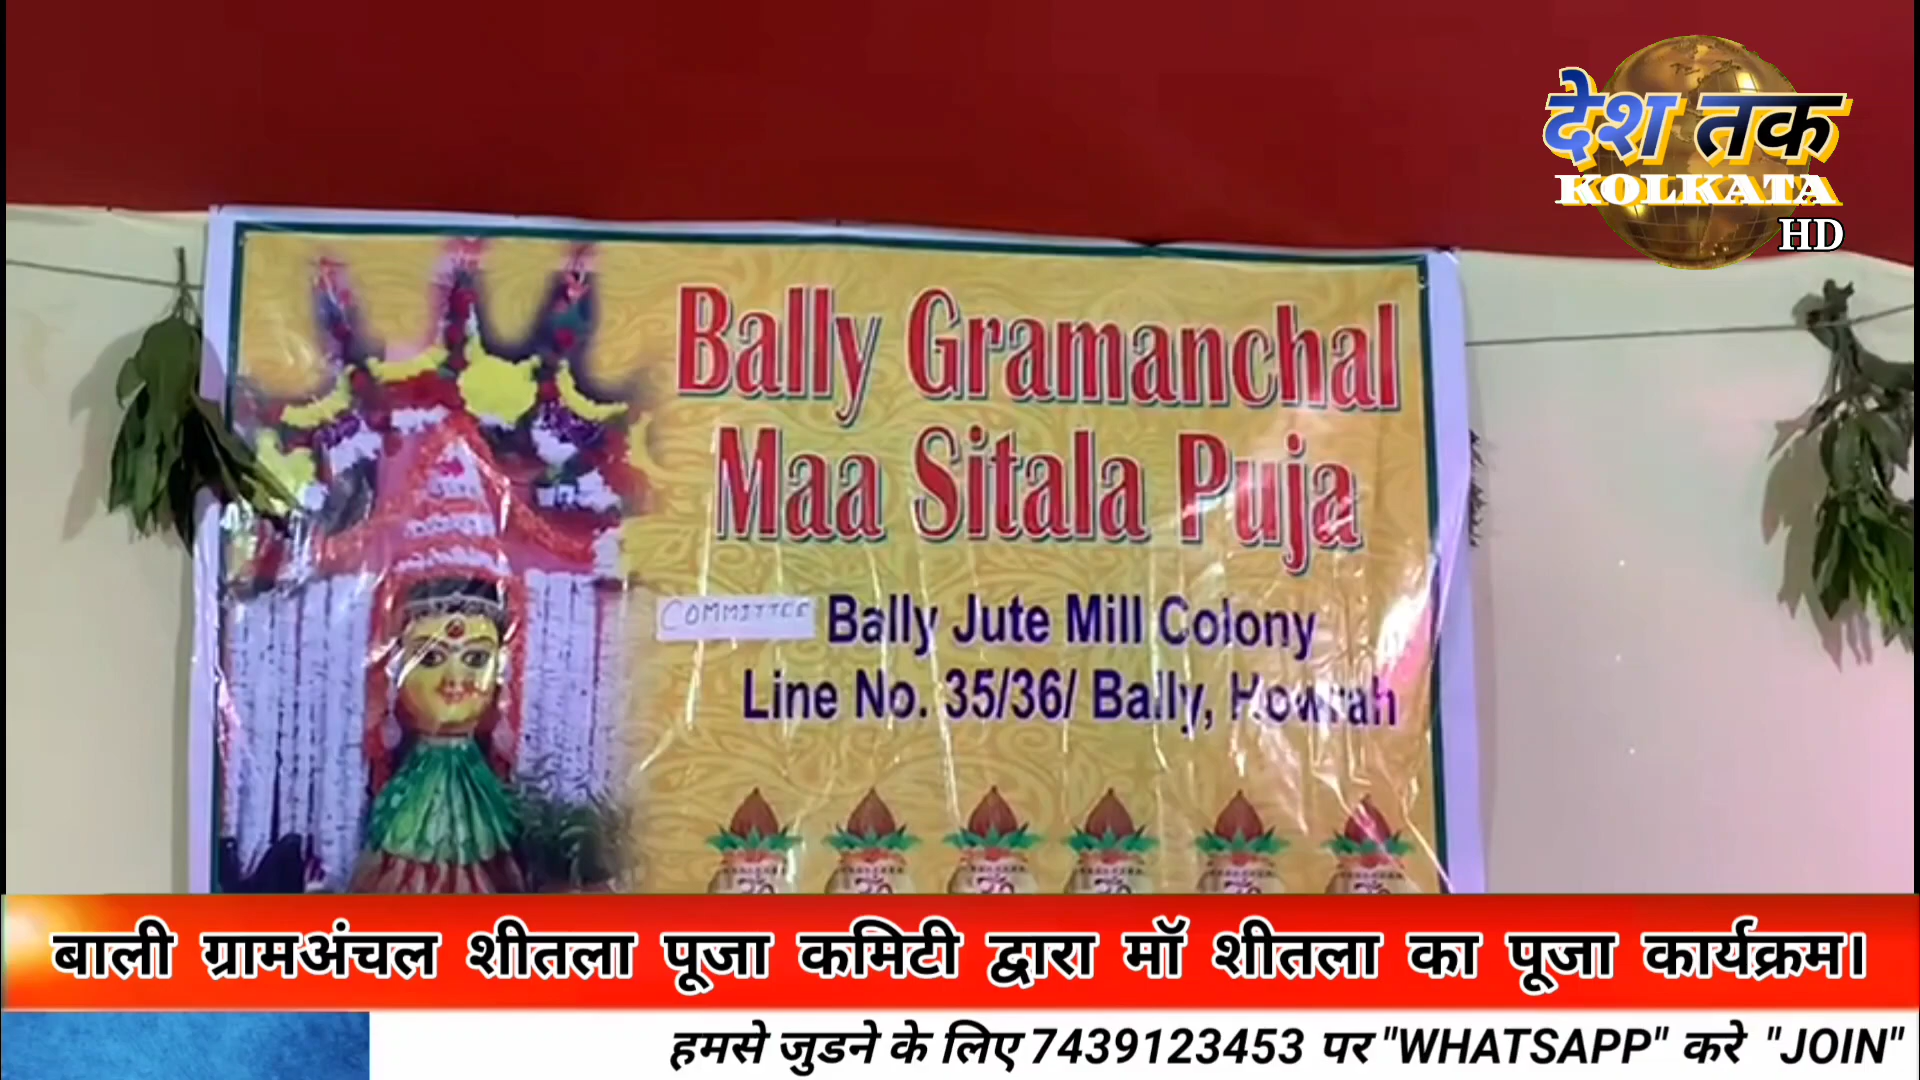 देश तक
KOLKATA
HD
Bally Gramanchal
Maa Sitala Puja
COMMITTEE Bally Jute Mill Colony
Line No. 35/36/ Bally, Howrah
बाली ग्रामअंचल शीतला पूजा कमिटी द्वारा मॉ शीतला का पूजा कार्यक्रम।
हमसे जुडने के लिए 7439123453 पर "WHATSAPP" करे "JOIN"